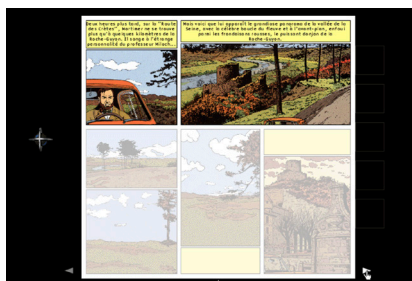 Deux heures plus tard, sur la "Route
des Crêtes", Mortimer ne se trouve
plus qu'à quelques kilomètres de la
Roche-Guyon. Il songe à l'étrange
personnalité du professeur Miloch...
Mais voici que lui apparaît le grandiose panorama de la vallée de la
Seine, avec la célèbre boucle du fleuve et à l'avant-plan, enfoui
parmi les frondaisons rousses, le puissant donjon de la
Roche-Guyon.